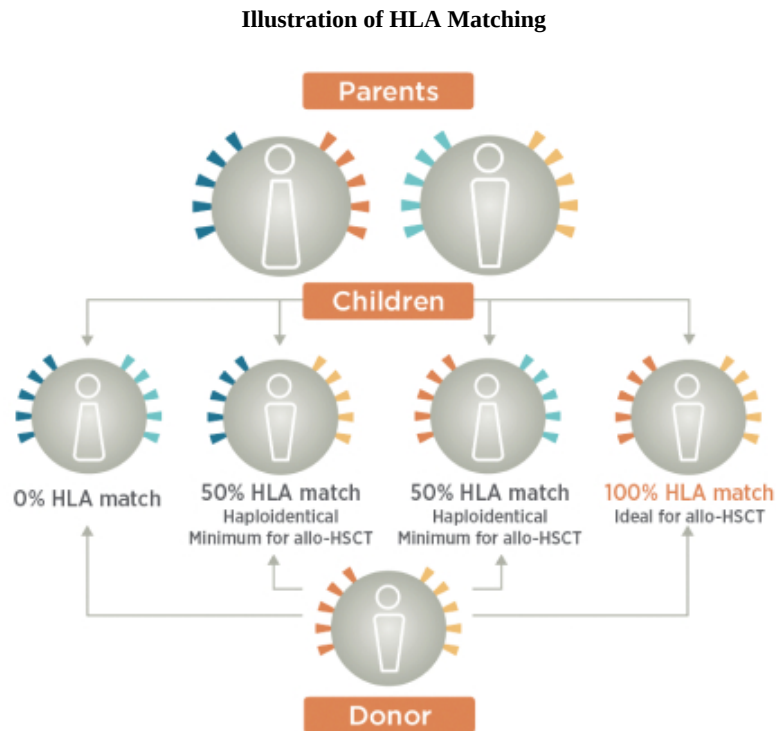 Illustration of HLA Matching
Parents
Children
0% HLA match
50% HLA match
Haploidentical
Minimum for allo-HSCT
50% HLA match
Haploidentical
Minimum for allo-HSCT
100% HLA match
Ideal for allo-HSCT
Donor